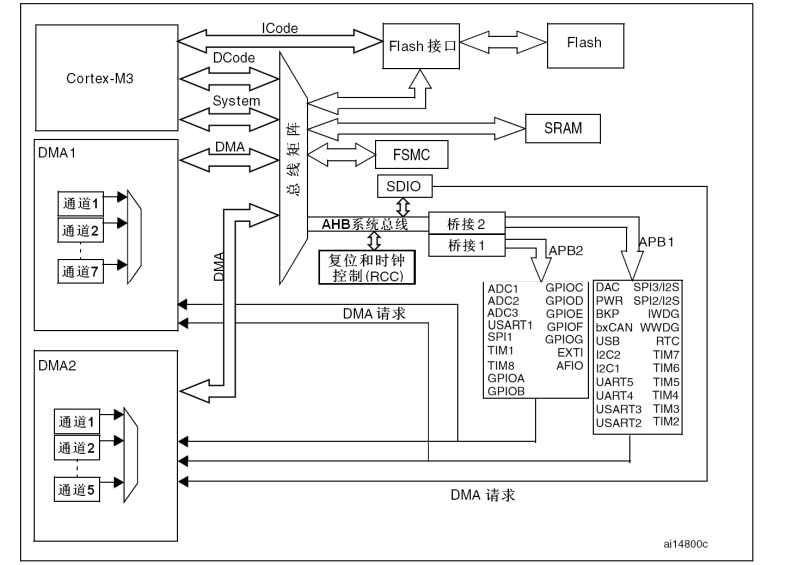 ICode
Cortex-M3
DCode
System
Flash 接口
Flash
总线矩阵
SRAM
FSMC
SDIO
DMA1
DMA
通道1
通道2
通道7
AHB系统总线
桥接2
桥接1
复位和时钟
控制(RCC)
APB2
APB1
DMA
DMA 请求
ADC1 GPIOC
ADC2 GPIOD
ADC3 GPIOE
USART1 GPIOF
SPI1 GPIOG
TIM1 EXTI
TIM8 AFIO
GPIOA
GPIOB
DAC SPI3/I2S
PWR SPI2/I2S
BKP IWDG
bxCAN WWDG
USB RTC
I2C2 TIM7
I2C1 TIM6
UART5 TIM5
UART4 TIM4
USART3 TIM3
USART2 TIM2
DMA2
通道1
通道2
通道5
DMA 请求
ai14800c